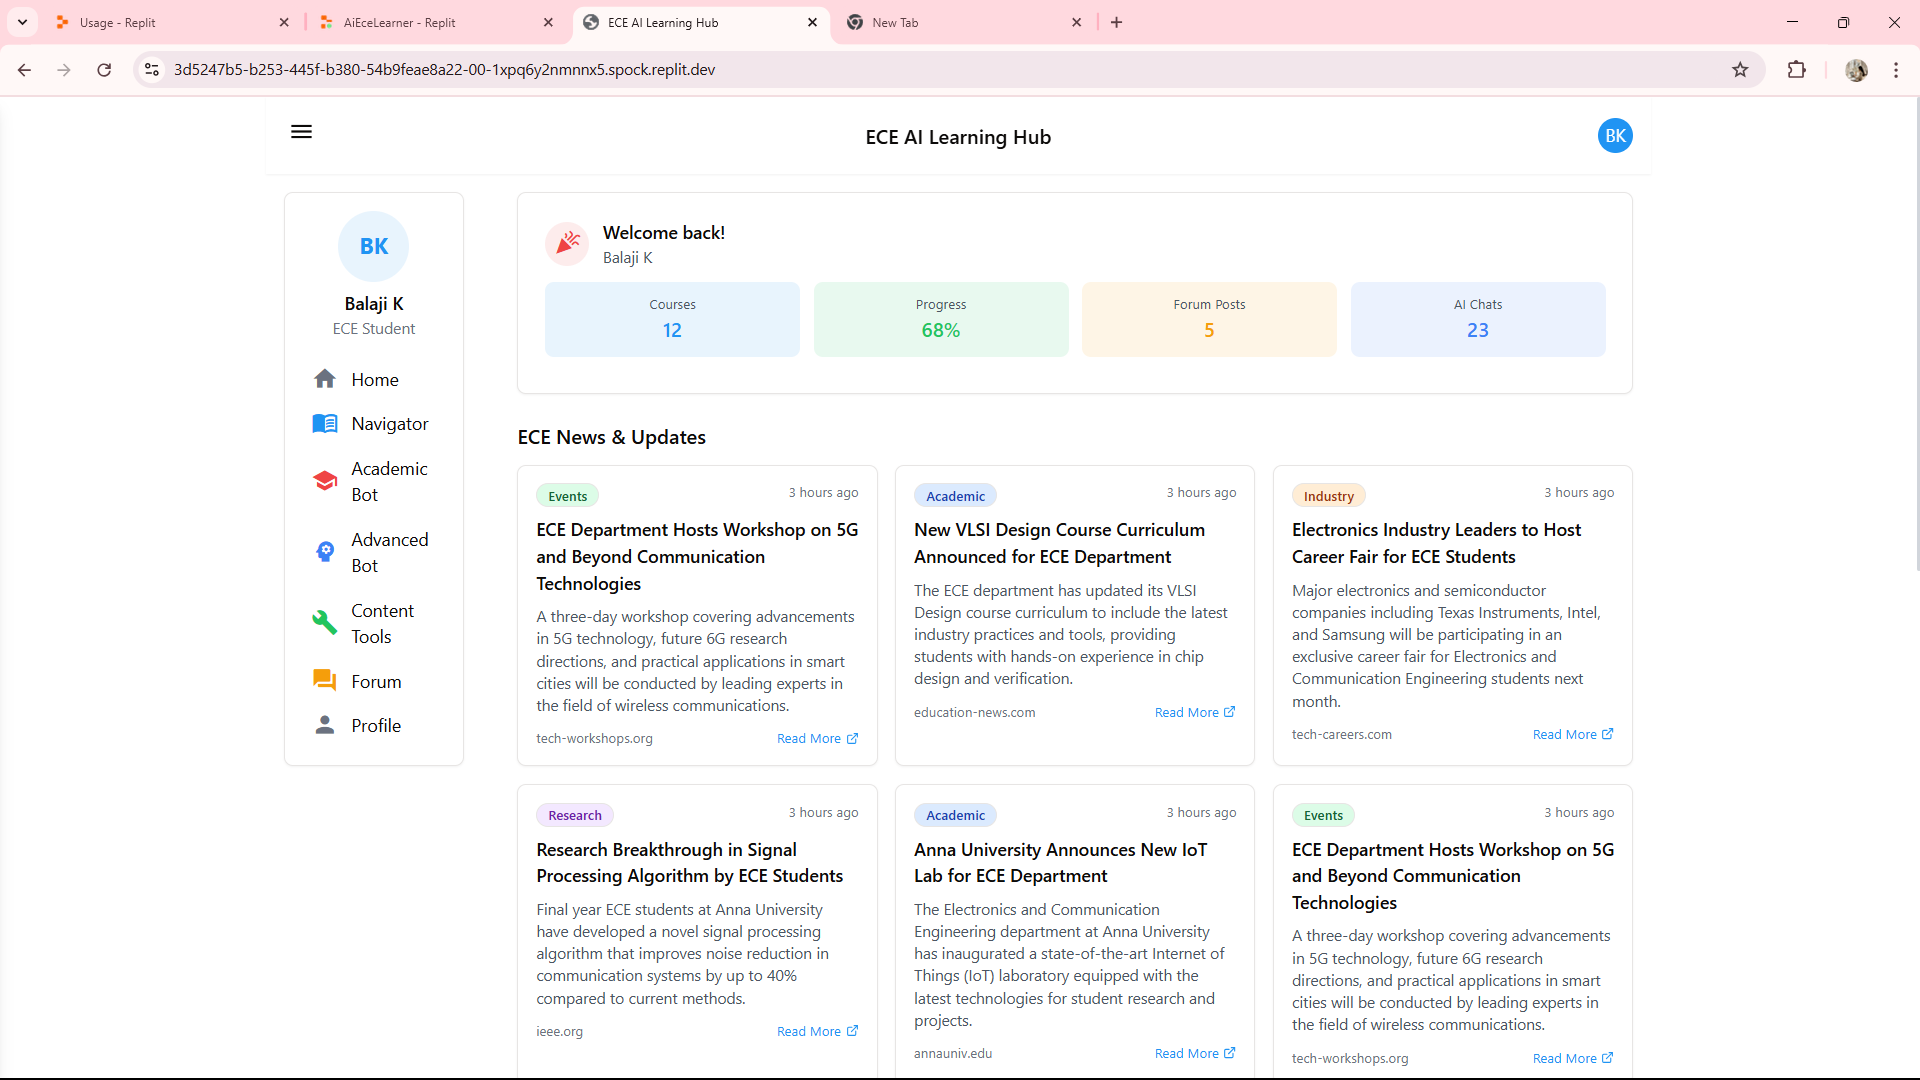 Usage - Replit
AiEceLearner - Replit
ECE AI Learning Hub
New Tab
3d5247b5-b253-445f-b380-54b9feae8a22-00-1xpq6y2nmnnx5.spock.replit.dev
ECE AI Learning Hub
BK
BK
Balaji K
ECE Student
Home
Navigator
Academic
Bot
Advanced
Bot
Content
Tools
Forum
Profile
Welcome back!
Balaji K
Courses
12
Progress
68%
Forum Posts
5
AI Chats
23
ECE News & Updates
Events
3 hours ago
ECE Department Hosts Workshop on 5G
and Beyond Communication
Technologies
A three-day workshop covering advancements
in 5G technology, future 6G research
directions, and practical applications in smart
cities will be conducted by leading experts in
the field of wireless communications.
tech-workshops.org
Read More
Academic
3 hours ago
New VLSI Design Course Curriculum
Announced for ECE Department
The ECE department has updated its VLSI
Design course curriculum to include the latest
industry practices and tools, providing
students with hands-on experience in chip
design and verification.
education-news.com
Read More
Industry
3 hours ago
Electronics Industry Leaders to Host
Career Fair for ECE Students
Major electronics and semiconductor
companies including Texas Instruments, Intel,
and Samsung will be participating in an
exclusive career fair for Electronics and
Communication Engineering students next
month.
tech-careers.com
Read More
Research
3 hours ago
Research Breakthrough in Signal
Processing Algorithm by ECE Students
Final year ECE students at Anna University
have developed a novel signal processing
algorithm that improves noise reduction in
communication systems by up to 40%
compared to current methods.
ieee.org
Read More
Academic
3 hours ago
Anna University Announces New IoT
Lab for ECE Department
The Electronics and Communication
Engineering department at Anna University
has inaugurated a state-of-the-art Internet of
Things (IoT) laboratory equipped with the
latest technologies for student research and
projects.
annauniv.edu
Read More
Events
3 hours ago
ECE Department Hosts Workshop on 5G
and Beyond Communication
Technologies
A three-day workshop covering advancements
in 5G technology, future 6G research
directions, and practical applications in smart
cities will be conducted by leading experts in
the field of wireless communications.
tech-workshops.org
Read More